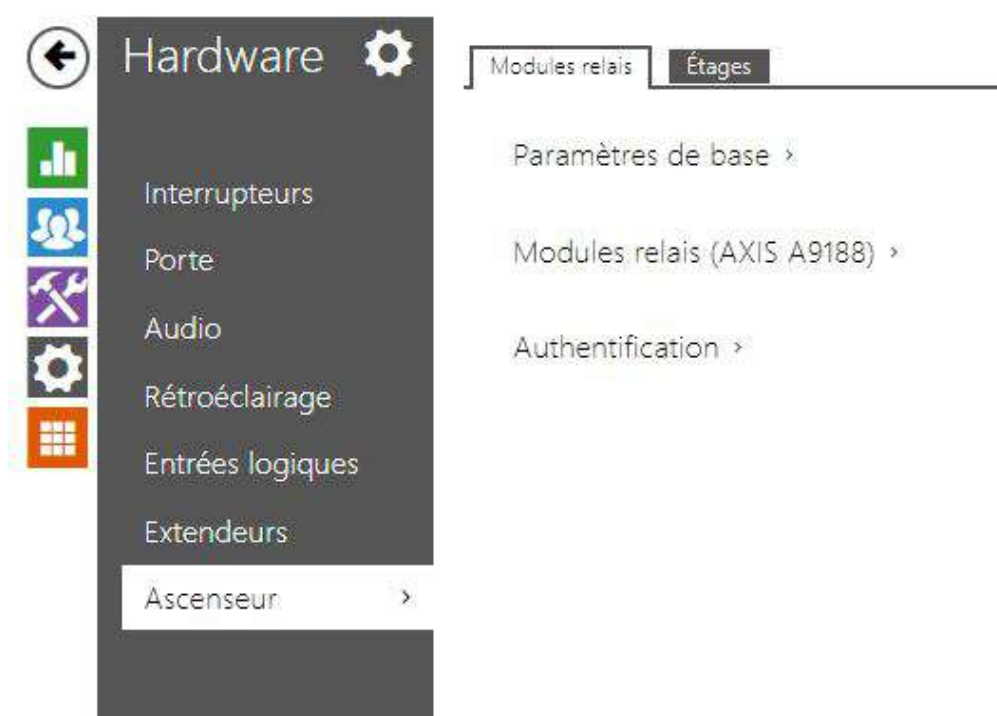 Hardware
Interrupteurs
Porte
Audio
Rétroéclairage
Entrées logiques
Extendeurs
Ascenseur
Modules relais
Étages
Paramètres de base
Modules relais (AXIS A9188)
Authentification